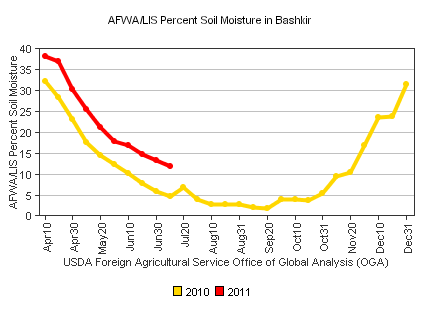 AFWA/LIS Percent Soil Moisture in Bashkir
AFWA/LIS Percent Soil Moisture
40
35
30
25
20
15
10
5
0
Apr10
Apr30
May20
Jun10
Jun30
Jul20
Aug10
Aug31
Sep20
Oct10
Oct31
Nov20
Dec10
Dec31
USDA Foreign Agricultural Service Office of Global Analysis (OGA)
2010 2011